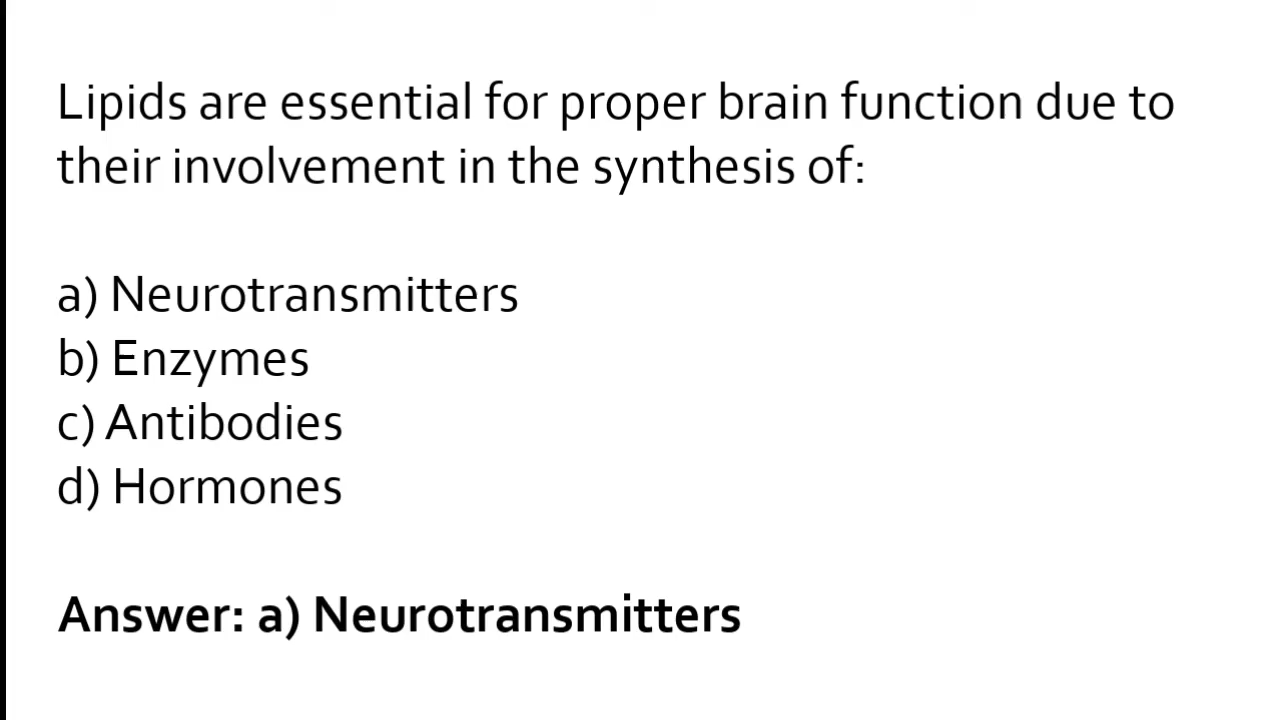 Lipids are essential for proper brain function due to
their involvement in the synthesis of:
a) Neurotransmitters
b) Enzymes
c) Antibodies
d) Hormones
Answer: a) Neurotransmitters